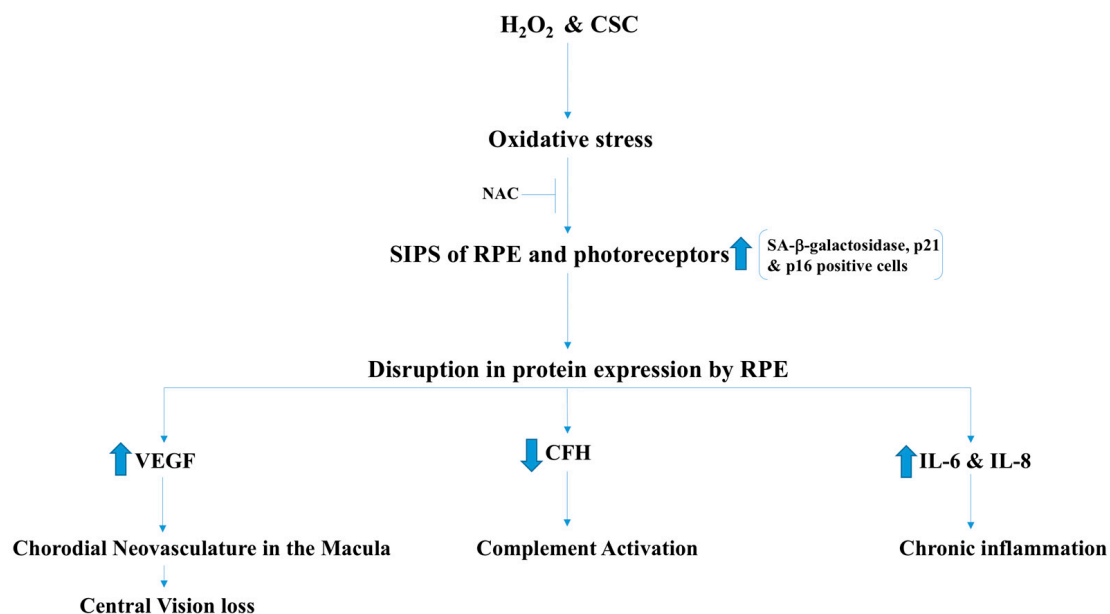 H₂O₂ & CSC
Oxidative stress
NAC
SIPS of RPE and photoreceptors
SA-β-galactosidase, p21
& p16 positive cells
Disruption in protein expression by RPE
VEGF
CFH
IL-6 & IL-8
Chorodial Neovasculature in the Macula
Complement Activation
Chronic inflammation
Central Vision loss